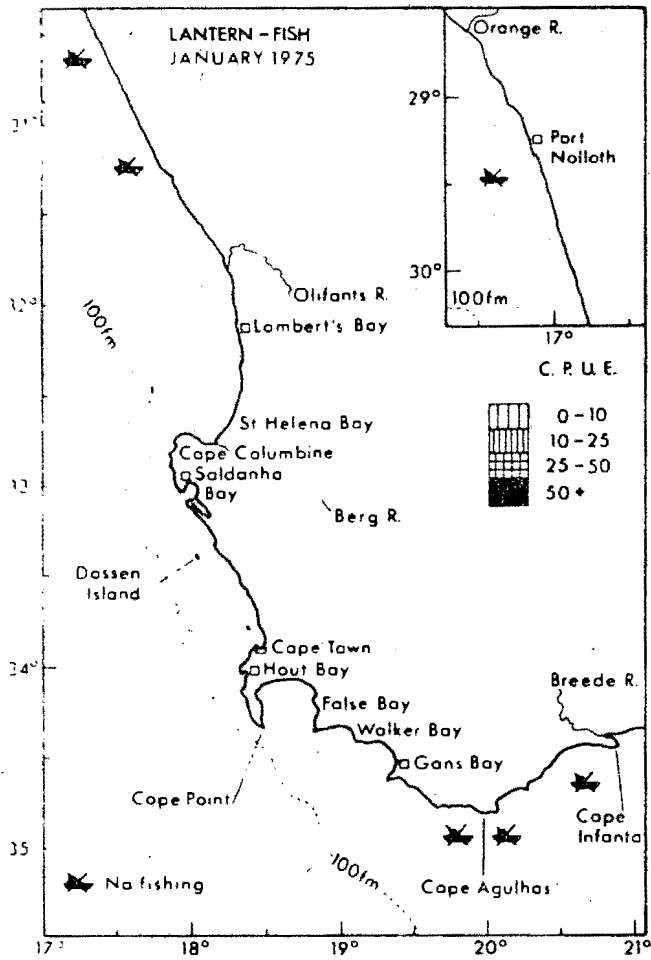 LANTERN – FISH
JANUARY 1975
Orange R.
29°
Port
Nolloth
30°
100fm
17°
31°
Olifants R.
32°
100fm
Lambert's Bay
C. P. U. E.
0 – 10
10 – 25
25 – 50
50 +
St Helena Bay
Cape Columbine
Saldanha
Bay
Berg R.
Dassen
Island
Cape Town
34°
Hout Bay
Breede R.
False Bay
Walker Bay
Gans Bay
Cape Point
Cape
Infanta
35
No fishing
100fm
Cape Agulhas
17
18°
19°
20°
21°